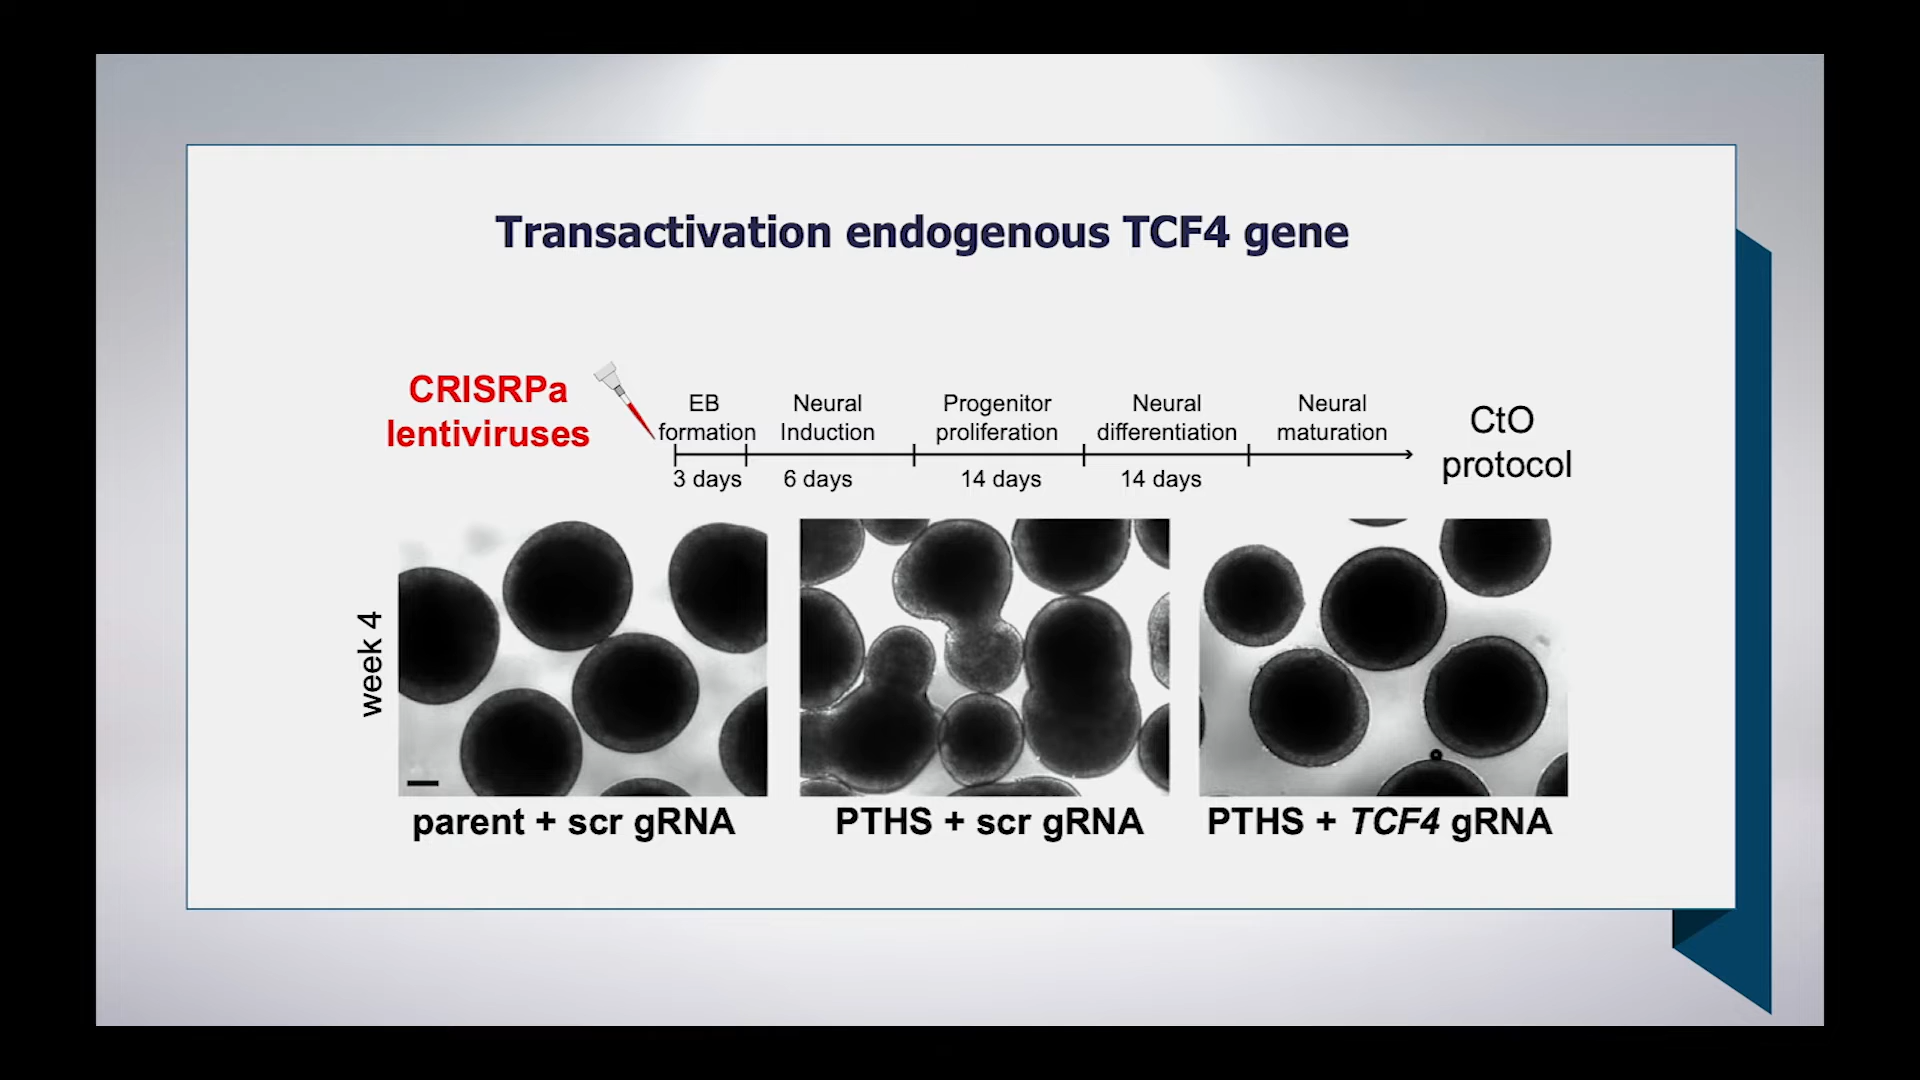 Transactivation endogenous TCF4 gene
CRISRPa
lentiviruses
EB
formation
Neural
Induction
Progenitor
proliferation
Neural
differentiation
Neural
maturation
3 days
6 days
14 days
14 days
CtO
protocol
week 4
parent + scr gRNA
PTHS + scr gRNA
PTHS + TCF4 gRNA